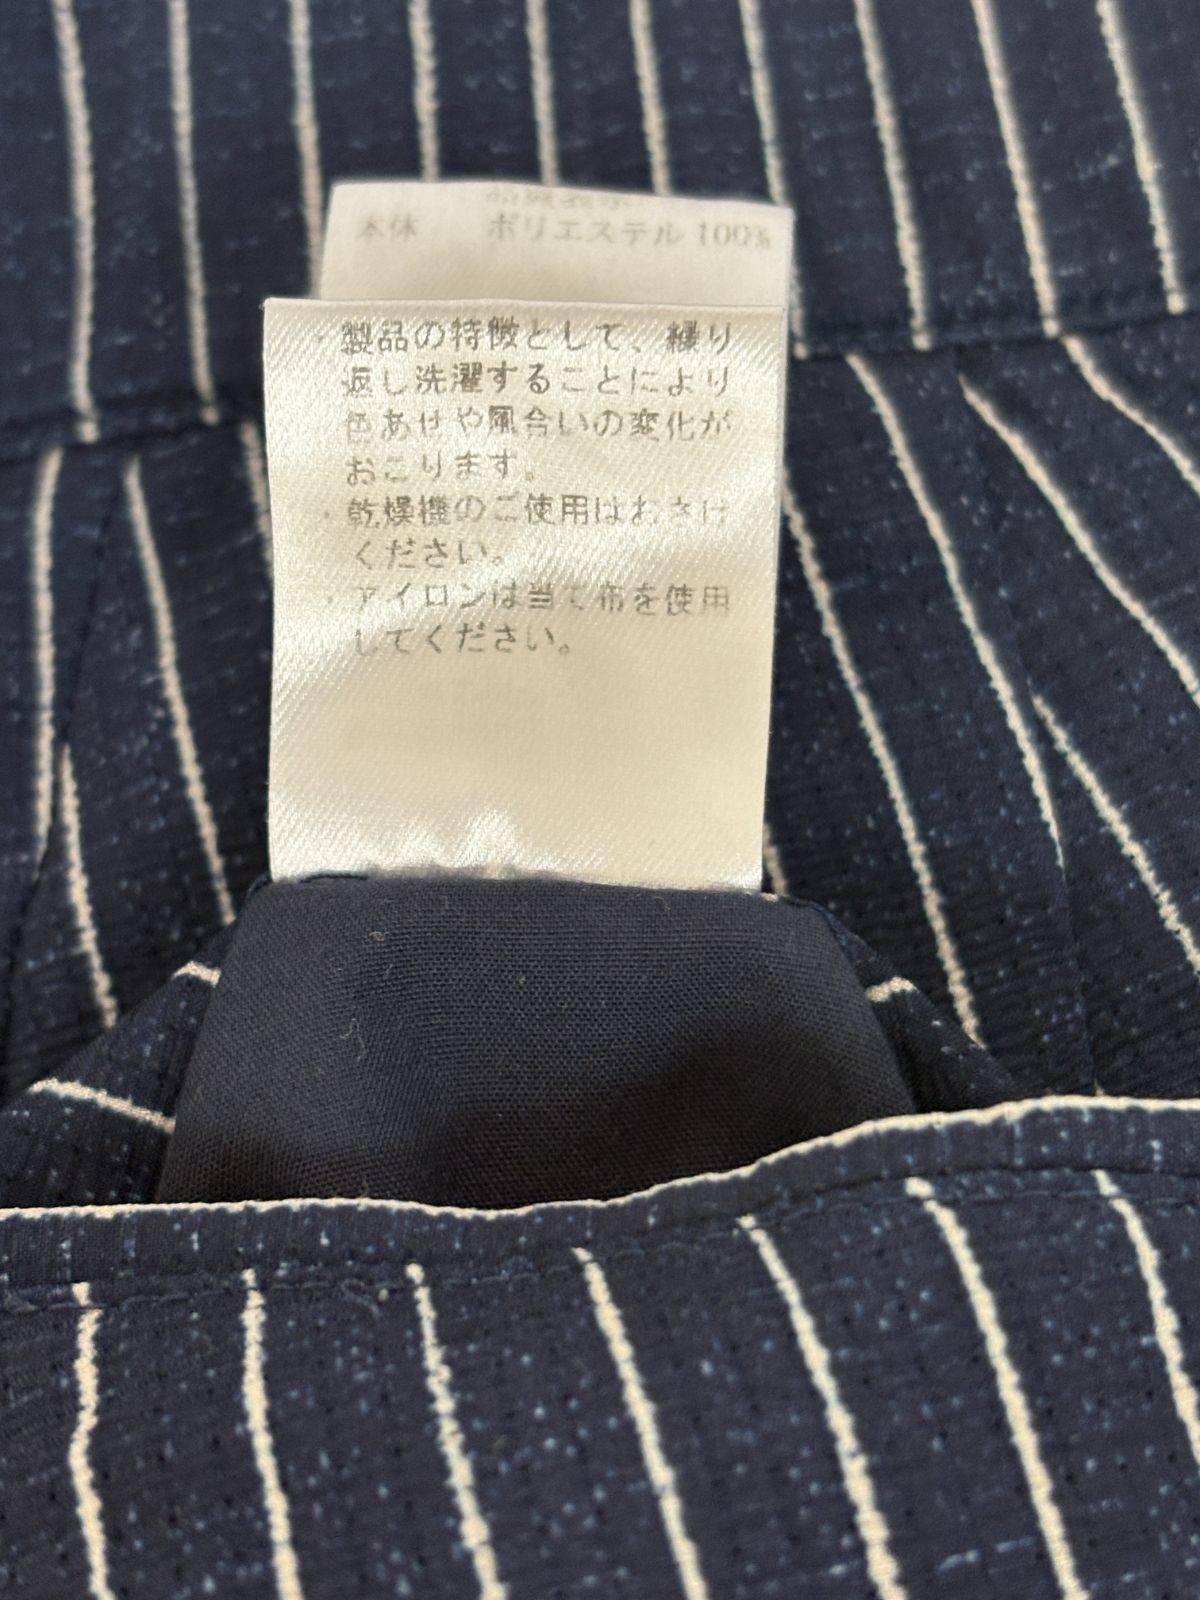 品質表示
本体 ポリエステル 100%
・製品の特徴として、繰り
返し洗濯することにより
色あせや風合いの変化が
おこります。
・乾燥機のご使用はおさけ
ください。
・アイロンは当て布を使用
してください。